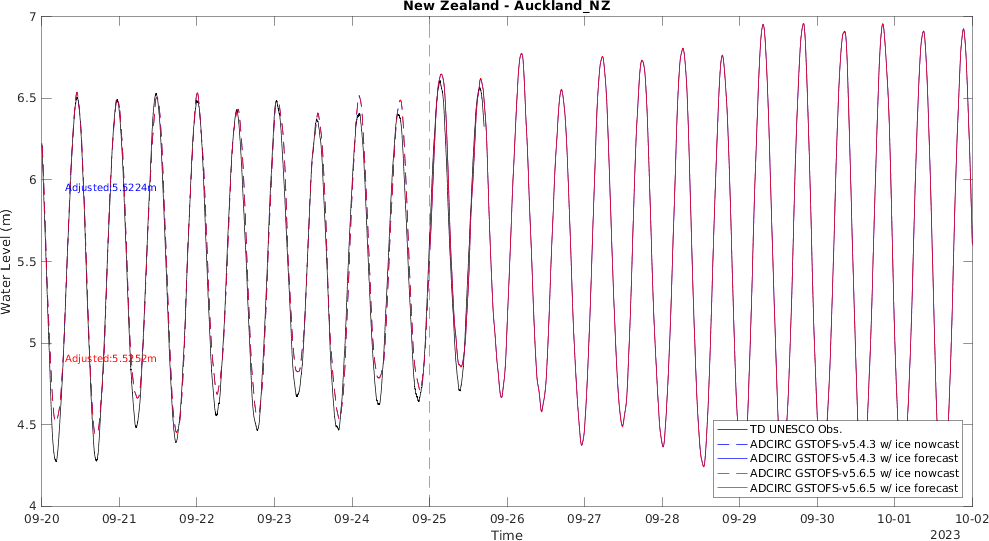 New Zealand - Auckland_NZ
7
6.5
6
5.5
5
4.5
4
Water Level (m)
Adjusted:5.5224m
Adjusted:5.5252m
TD UNESCO Obs.
ADCIRC GSTOFS-v5.4.3 w/ ice nowcast
ADCIRC GSTOFS-v5.4.3 w/ ice forecast
ADCIRC GSTOFS-v5.6.5 w/ ice nowcast
ADCIRC GSTOFS-v5.6.5 w/ ice forecast
09-20 09-21 09-22 09-23 09-24 09-25 09-26 09-27 09-28 09-29 09-30 10-01 10-02
Time
2023